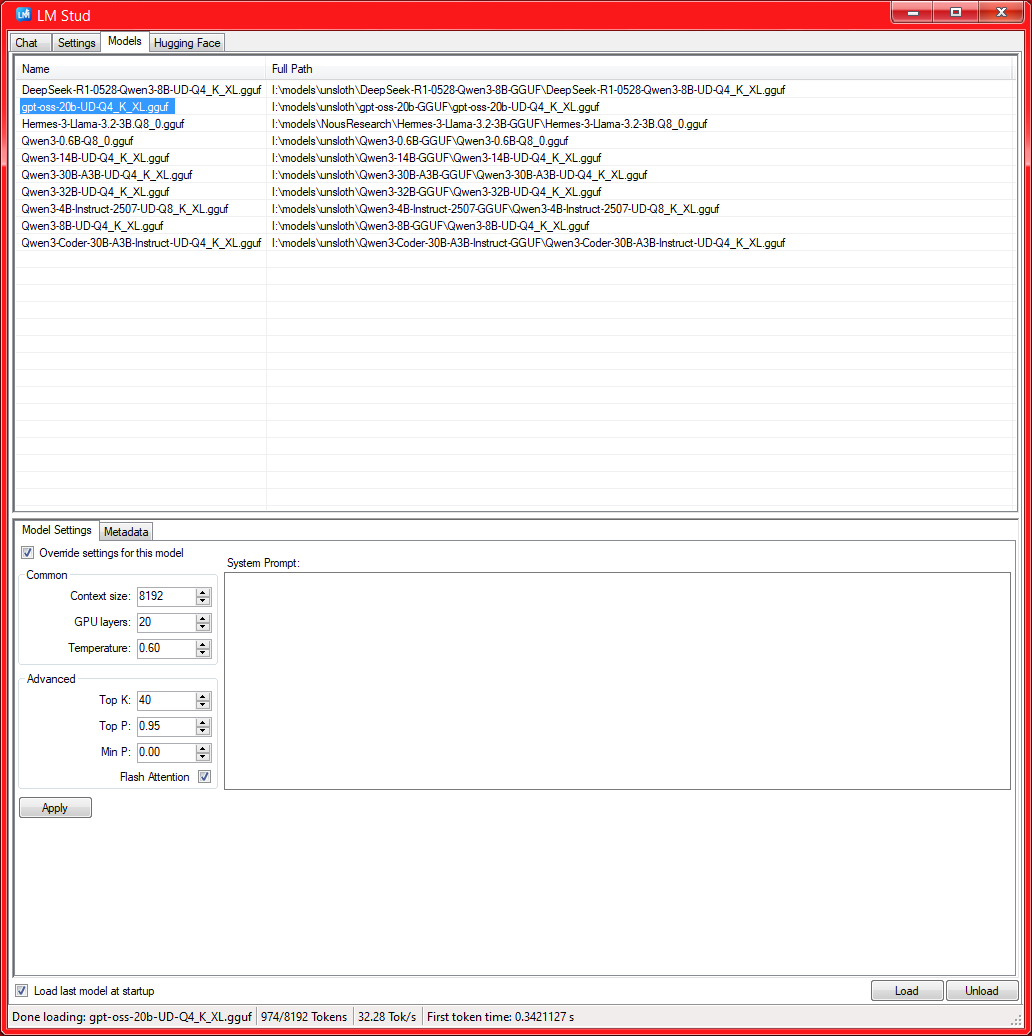 LM Stud
Chat Settings Models Hugging Face
Name Full Path
DeepSeek-R1-0528-Qwen3-8B-UD-Q4_K_XL.gguf I:\models\unsloth\DeepSeek-R1-0528-Qwen3-8B-GGUF\DeepSeek-R1-0528-Qwen3-8B-UD-Q4_K_XL.gguf
gpt-oss-20b-UD-Q4_K_XL.gguf I:\models\unsloth\gpt-oss-20b-GGUF\gpt-oss-20b-UD-Q4_K_XL.gguf
Hermes-3-Llama-3.2-3B.Q8_0.gguf I:\models\NousResearch\Hermes-3-Llama-3.2-3B-GGUF\Hermes-3-Llama-3.2-3B.Q8_0.gguf
Qwen3-0.6B-Q8_0.gguf I:\models\unsloth\Qwen3-0.6B-GGUF\Qwen3-0.6B-Q8_0.gguf
Qwen3-14B-UD-Q4_K_XL.gguf I:\models\unsloth\Qwen3-14B-GGUF\Qwen3-14B-UD-Q4_K_XL.gguf
Qwen3-30B-A3B-UD-Q4_K_XL.gguf I:\models\unsloth\Qwen3-30B-A3B-GGUF\Qwen3-30B-A3B-UD-Q4_K_XL.gguf
Qwen3-32B-UD-Q4_K_XL.gguf I:\models\unsloth\Qwen3-32B-GGUF\Qwen3-32B-UD-Q4_K_XL.gguf
Qwen3-4B-Instruct-2507-UD-Q8_K_XL.gguf I:\models\unsloth\Qwen3-4B-Instruct-2507-GGUF\Qwen3-4B-Instruct-2507-UD-Q8_K_XL.gguf
Qwen3-8B-UD-Q4_K_XL.gguf I:\models\unsloth\Qwen3-8B-GGUF\Qwen3-8B-UD-Q4_K_XL.gguf
Qwen3-Coder-30B-A3B-Instruct-UD-Q4_K_XL.gguf I:\models\unsloth\Qwen3-Coder-30B-A3B-Instruct-GGUF\Qwen3-Coder-30B-A3B-Instruct-UD-Q4_K_XL.gguf
Model Settings Metadata
Override settings for this model
System Prompt:
Common
Context size: 8192
GPU layers: 20
Temperature: 0.60
Advanced
Top K: 40
Top P: 0.95
Min P: 0.00
Flash Attention
Apply
Load last model at startup
Load Unload
Done loading: gpt-oss-20b-UD-Q4_K_XL.gguf 974/8192 Tokens 32.28 Tok/s First token time: 0.3421127 s